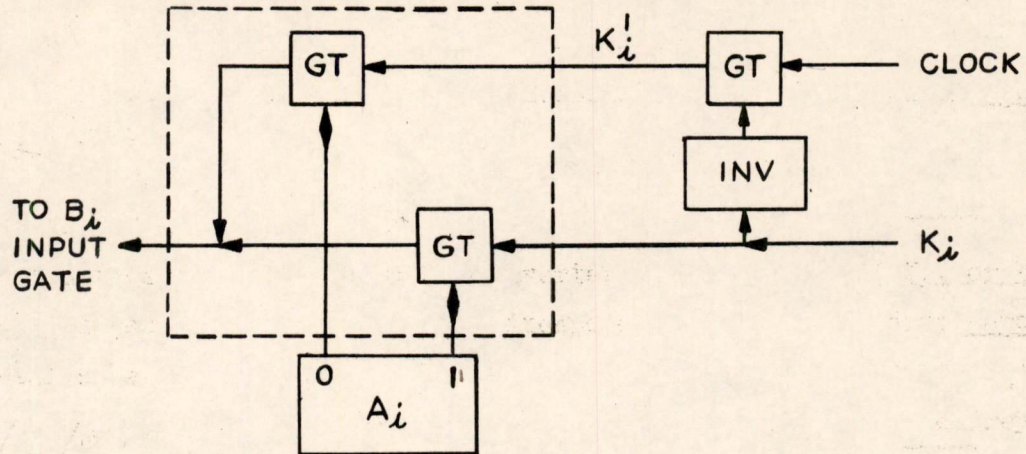 GT
K'i
GT
CLOCK
INV
TO Bi
INPUT
GATE
GT
Ki
0
1
Ai